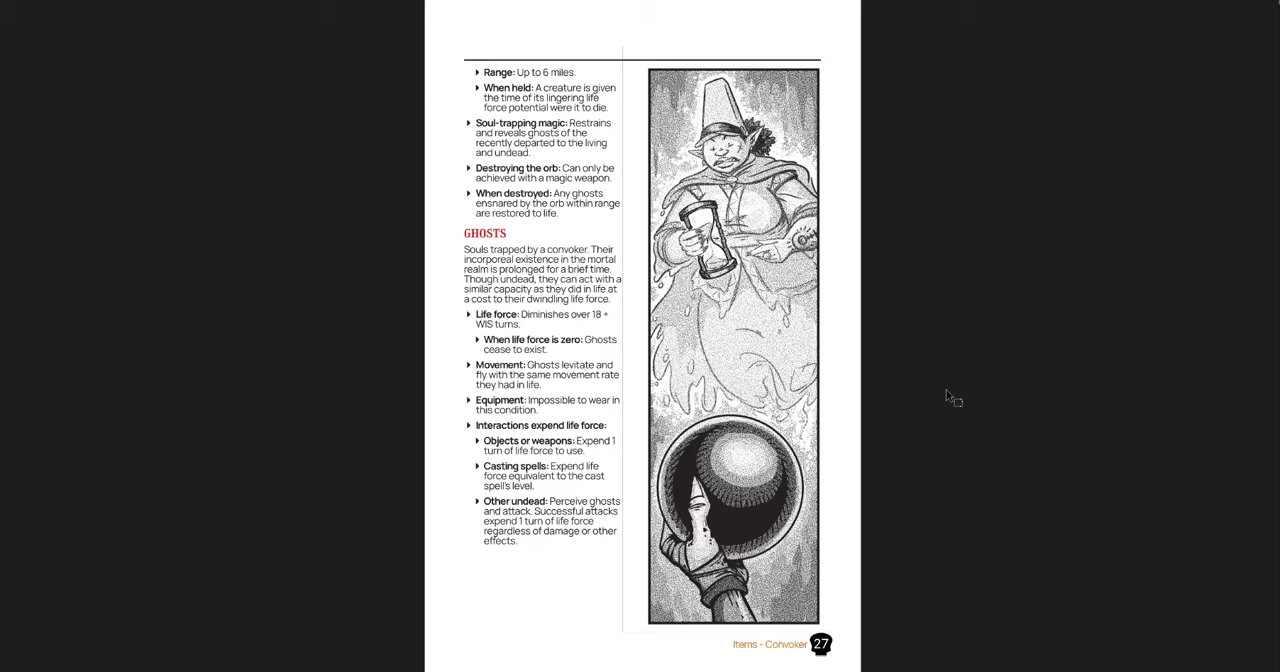 Range: Up to 6 miles.
When held: A creature is given
the time of its lingering life
force potential were it to die.
Soul-trapping magic: Restrains
and reveals ghosts of the
recently departed to the living
and undead.
Destroying the orb: Can only be
achieved with a magic weapon.
When destroyed: Any ghosts
ensnared by the orb within range
are restored to life.
GHOSTS
Souls trapped by a convoker. Their
incorporeal existence in the mortal
realm is prolonged for a brief time.
Though undead, they can act with a
similar capacity as they did in life at
a cost to their dwindling life force.
Life force: Diminishes over 18 +
WIS turns.
When life force is zero: Ghosts
cease to exist.
Movement: Ghosts levitate and
fly with the same movement rate
they had in life.
Equipment: Impossible to wear in
this condition.
Interactions expend life force:
Objects or weapons: Expend 1
turn of life force to use.
Casting spells: Expend life
force equivalent to the cast
spell's level.
Other undead: Perceive ghosts
and attack. Successful attacks
expend 1 turn of life force
regardless of damage or other
effects.
Items - Convoker 27